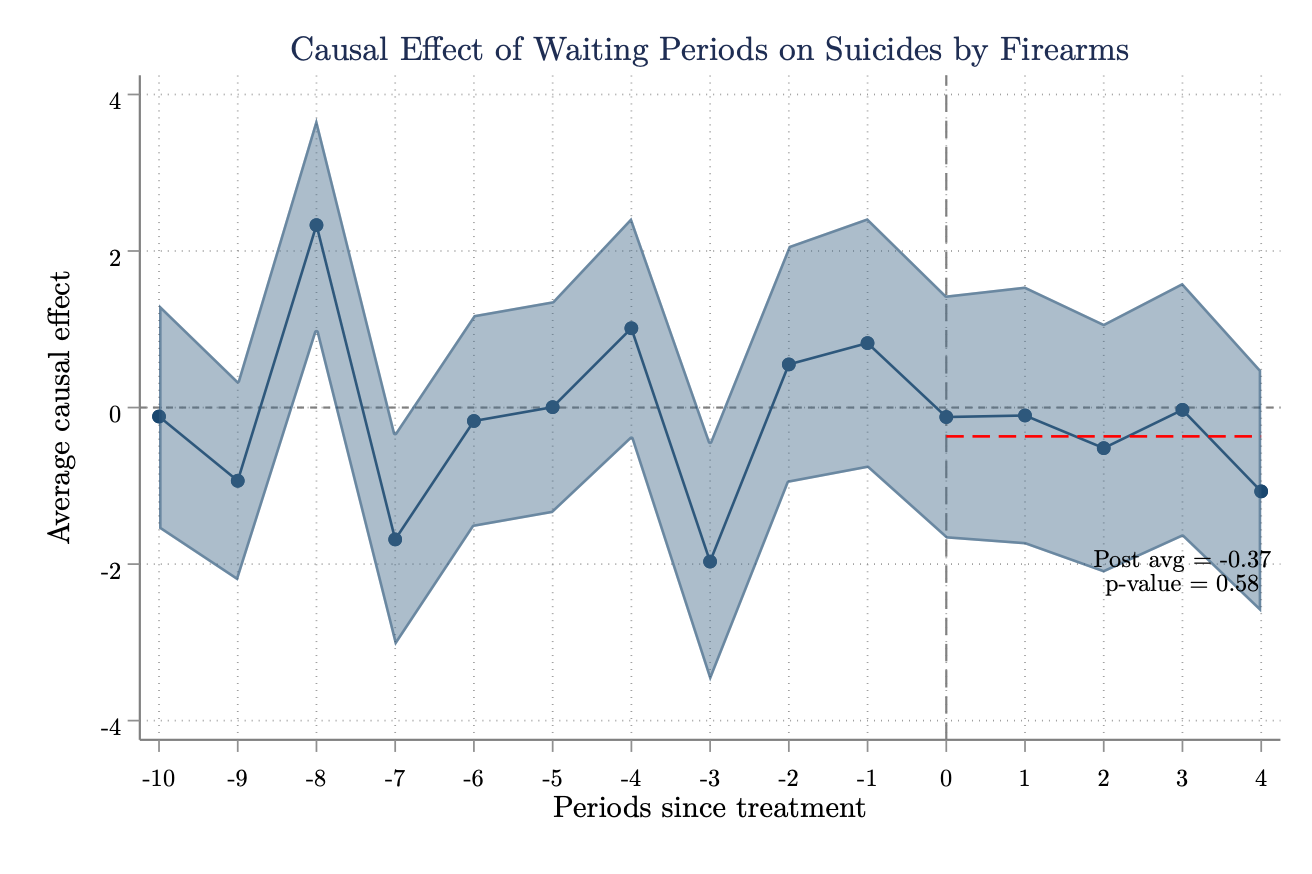 Causal Effect of Waiting Periods on Suicides by Firearms
Average causal effect
4
2
0
-2
-4
Post avg = -0.37
p-value = 0.58
-10 -9 -8 -7 -6 -5 -4 -3 -2 -1 0 1 2 3 4
Periods since treatment